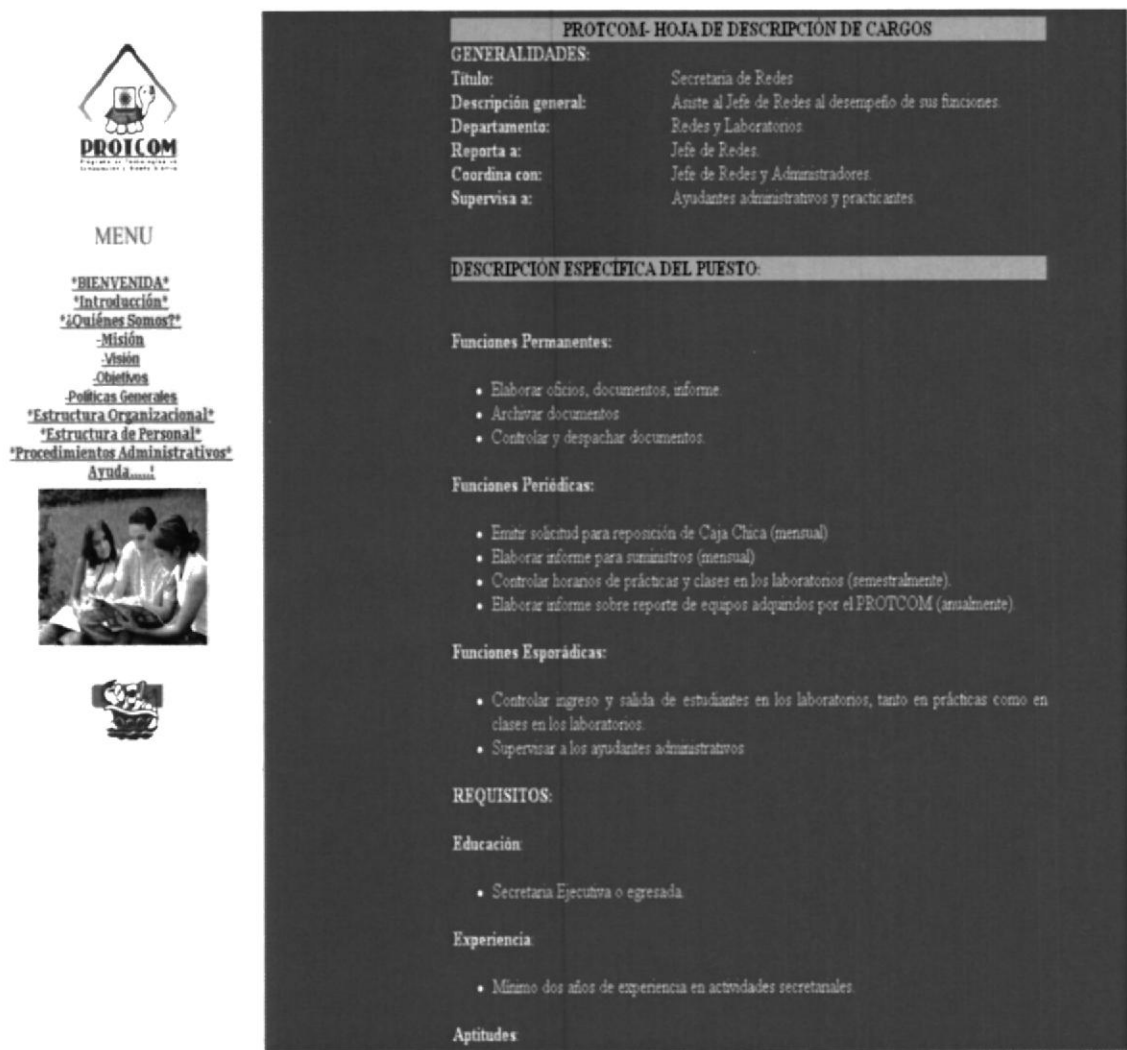 PROTCOM
MENU
*BIENVENIDA*
*Introducción*
*¿Quiénes Somos?*
-Misión
-Visión
-Objetivos
-Políticas Generales
*Estructura Organizacional*
*Estructura de Personal*
*Procedimientos Administrativos*
Ayuda.....!
PROTCOM- HOJA DE DESCRIPCIÓN DE CARGOS
GENERALIDADES:
Título: Secretaria de Redes
Descripción general: Asiste al Jefe de Redes al desempeño de sus funciones.
Departamento: Redes y Laboratorios
Reporta a: Jefe de Redes.
Coordina con: Jefe de Redes y Administradores.
Supervisa a: Ayudantes administrativos y practicantes.
DESCRIPCIÓN ESPECÍFICA DEL PUESTO:
Funciones Permanentes:
• Elaborar oficios, documentos, informe.
• Archivar documentos
• Controlar y despachar documentos.
Funciones Periódicas:
• Emitir solicitud para reposición de Caja Chica (mensual)
• Elaborar informe para suministros (mensual)
• Controlar horarios de prácticas y clases en los laboratorios (semestralmente).
• Elaborar informe sobre reporte de equipos adquiridos por el PROTCOM (anualmente).
Funciones Esporádicas:
• Controlar ingreso y salida de estudiantes en los laboratorios, tanto en prácticas como en
clases en los laboratorios.
• Supervisar a los ayudantes administrativos
REQUISITOS:
Educación:
• Secretaria Ejecutiva o egresada.
Experiencia:
• Mínimo dos años de experiencia en actividades secretariales.
Aptitudes: